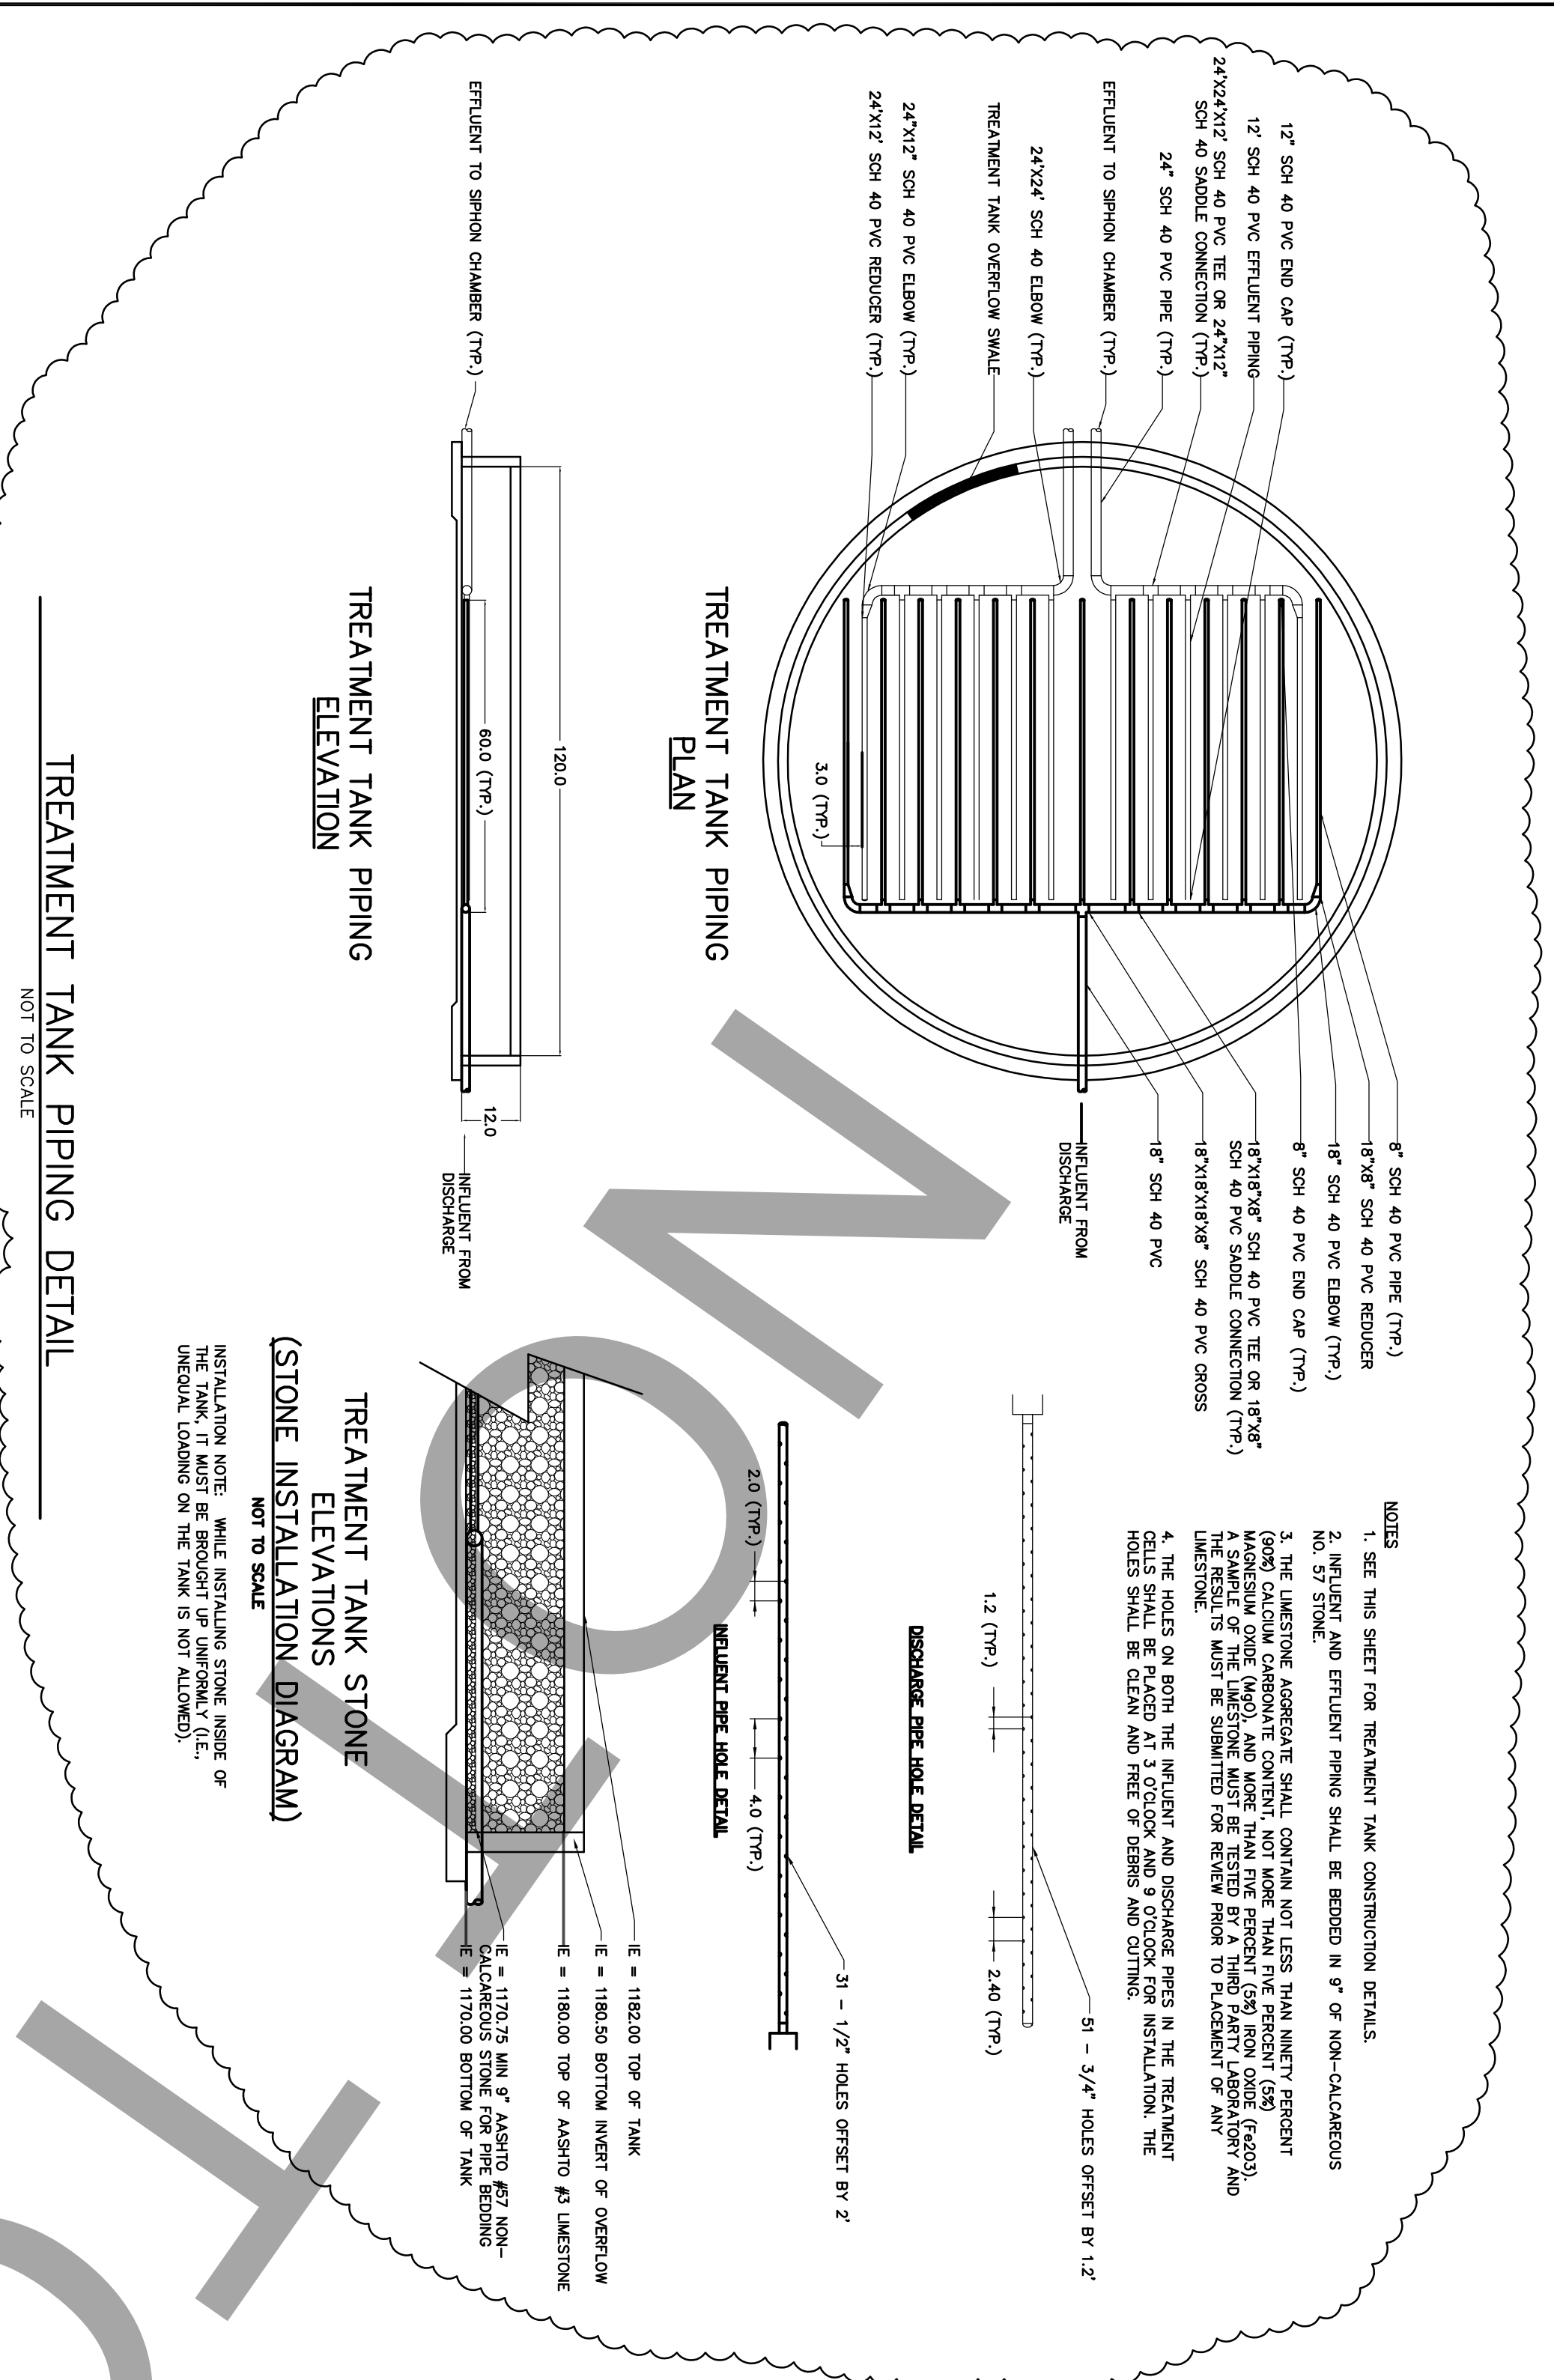 12" SCH 40 PVC END CAP (TYP.)
12' SCH 40 PVC EFFLUENT PIPING
24'X24'X12' SCH 40 PVC TEE OR 24"X12"
SCH 40 SADDLE CONNECTION (TYP.)
24" SCH 40 PVC PIPE (TYP.)
EFFLUENT TO SIPHON CHAMBER (TYP.)
24'X24' SCH 40 ELBOW (TYP.)
TREATMENT TANK OVERFLOW SWALE
24"X12" SCH 40 PVC ELBOW (TYP.)
24'X12' SCH 40 PVC REDUCER (TYP.)
3.0 (TYP.)
8" SCH 40 PVC PIPE (TYP.)
18"X8" SCH 40 PVC REDUCER
18" SCH 40 PVC ELBOW (TYP.)
8" SCH 40 PVC END CAP (TYP.)
18"X18"X8" SCH 40 PVC TEE OR 18"X8"
SCH 40 PVC SADDLE CONNECTION (TYP.)
18"X18'X18'X8" SCH 40 PVC CROSS
18" SCH 40 PVC
INFLUENT FROM
DISCHARGE
TREATMENT TANK PIPING
PLAN
EFFLUENT TO SIPHON CHAMBER (TYP.)
120.0
60.0 (TYP.)
12.0
INFLUENT FROM
DISCHARGE
TREATMENT TANK PIPING
ELEVATION
NOTES
1. SEE THIS SHEET FOR TREATMENT TANK CONSTRUCTION DETAILS.
2. INFLUENT AND EFFLUENT PIPING SHALL BE BEDDED IN 9" OF NON-CALCAREOUS
NO. 57 STONE.
3. THE LIMESTONE AGGREGATE SHALL CONTAIN NOT LESS THAN NINETY PERCENT
(90%) CALCIUM CARBONATE CONTENT, NOT MORE THAN FIVE PERCENT (5%)
MAGNESIUM OXIDE (MgO), AND MORE THAN FIVE PERCENT (5%) IRON OXIDE (Fe2O3).
A SAMPLE OF THE LIMESTONE MUST BE TESTED BY A THIRD PARTY LABORATORY AND
THE RESULTS MUST BE SUBMITTED FOR REVIEW PRIOR TO PLACEMENT OF ANY
LIMESTONE.
4. THE HOLES ON BOTH THE INFLUENT AND DISCHARGE PIPES IN THE TREATMENT
CELLS SHALL BE PLACED AT 3 O'CLOCK AND 9 O'CLOCK FOR INSTALLATION. THE
HOLES SHALL BE CLEAN AND FREE OF DEBRIS AND CUTTING.
51 - 3/4" HOLES OFFSET BY 1.2'
1.2 (TYP.)
2.40 (TYP.)
DISCHARGE PIPE HOLE DETAIL
31 - 1/2" HOLES OFFSET BY 2'
2.0 (TYP.)
4.0 (TYP.)
INFLUENT PIPE HOLE DETAIL
IE = 1182.00 TOP OF TANK
IE = 1180.50 BOTTOM INVERT OF OVERFLOW
IE = 1180.00 TOP OF AASHTO #3 LIMESTONE
IE = 1170.75 MIN 9" AASHTO #57 NON-
CALCAREOUS STONE FOR PIPE BEDDING
IE = 1170.00 BOTTOM OF TANK
TREATMENT TANK STONE
ELEVATIONS
(STONE INSTALLATION DIAGRAM)
NOT TO SCALE
INSTALLATION NOTE: WHILE INSTALLING STONE INSIDE OF
THE TANK, IT MUST BE BROUGHT UP UNIFORMLY (I.E.,
UNEQUAL LOADING ON THE TANK IS NOT ALLOWED).
TREATMENT TANK PIPING DETAIL
NOT TO SCALE